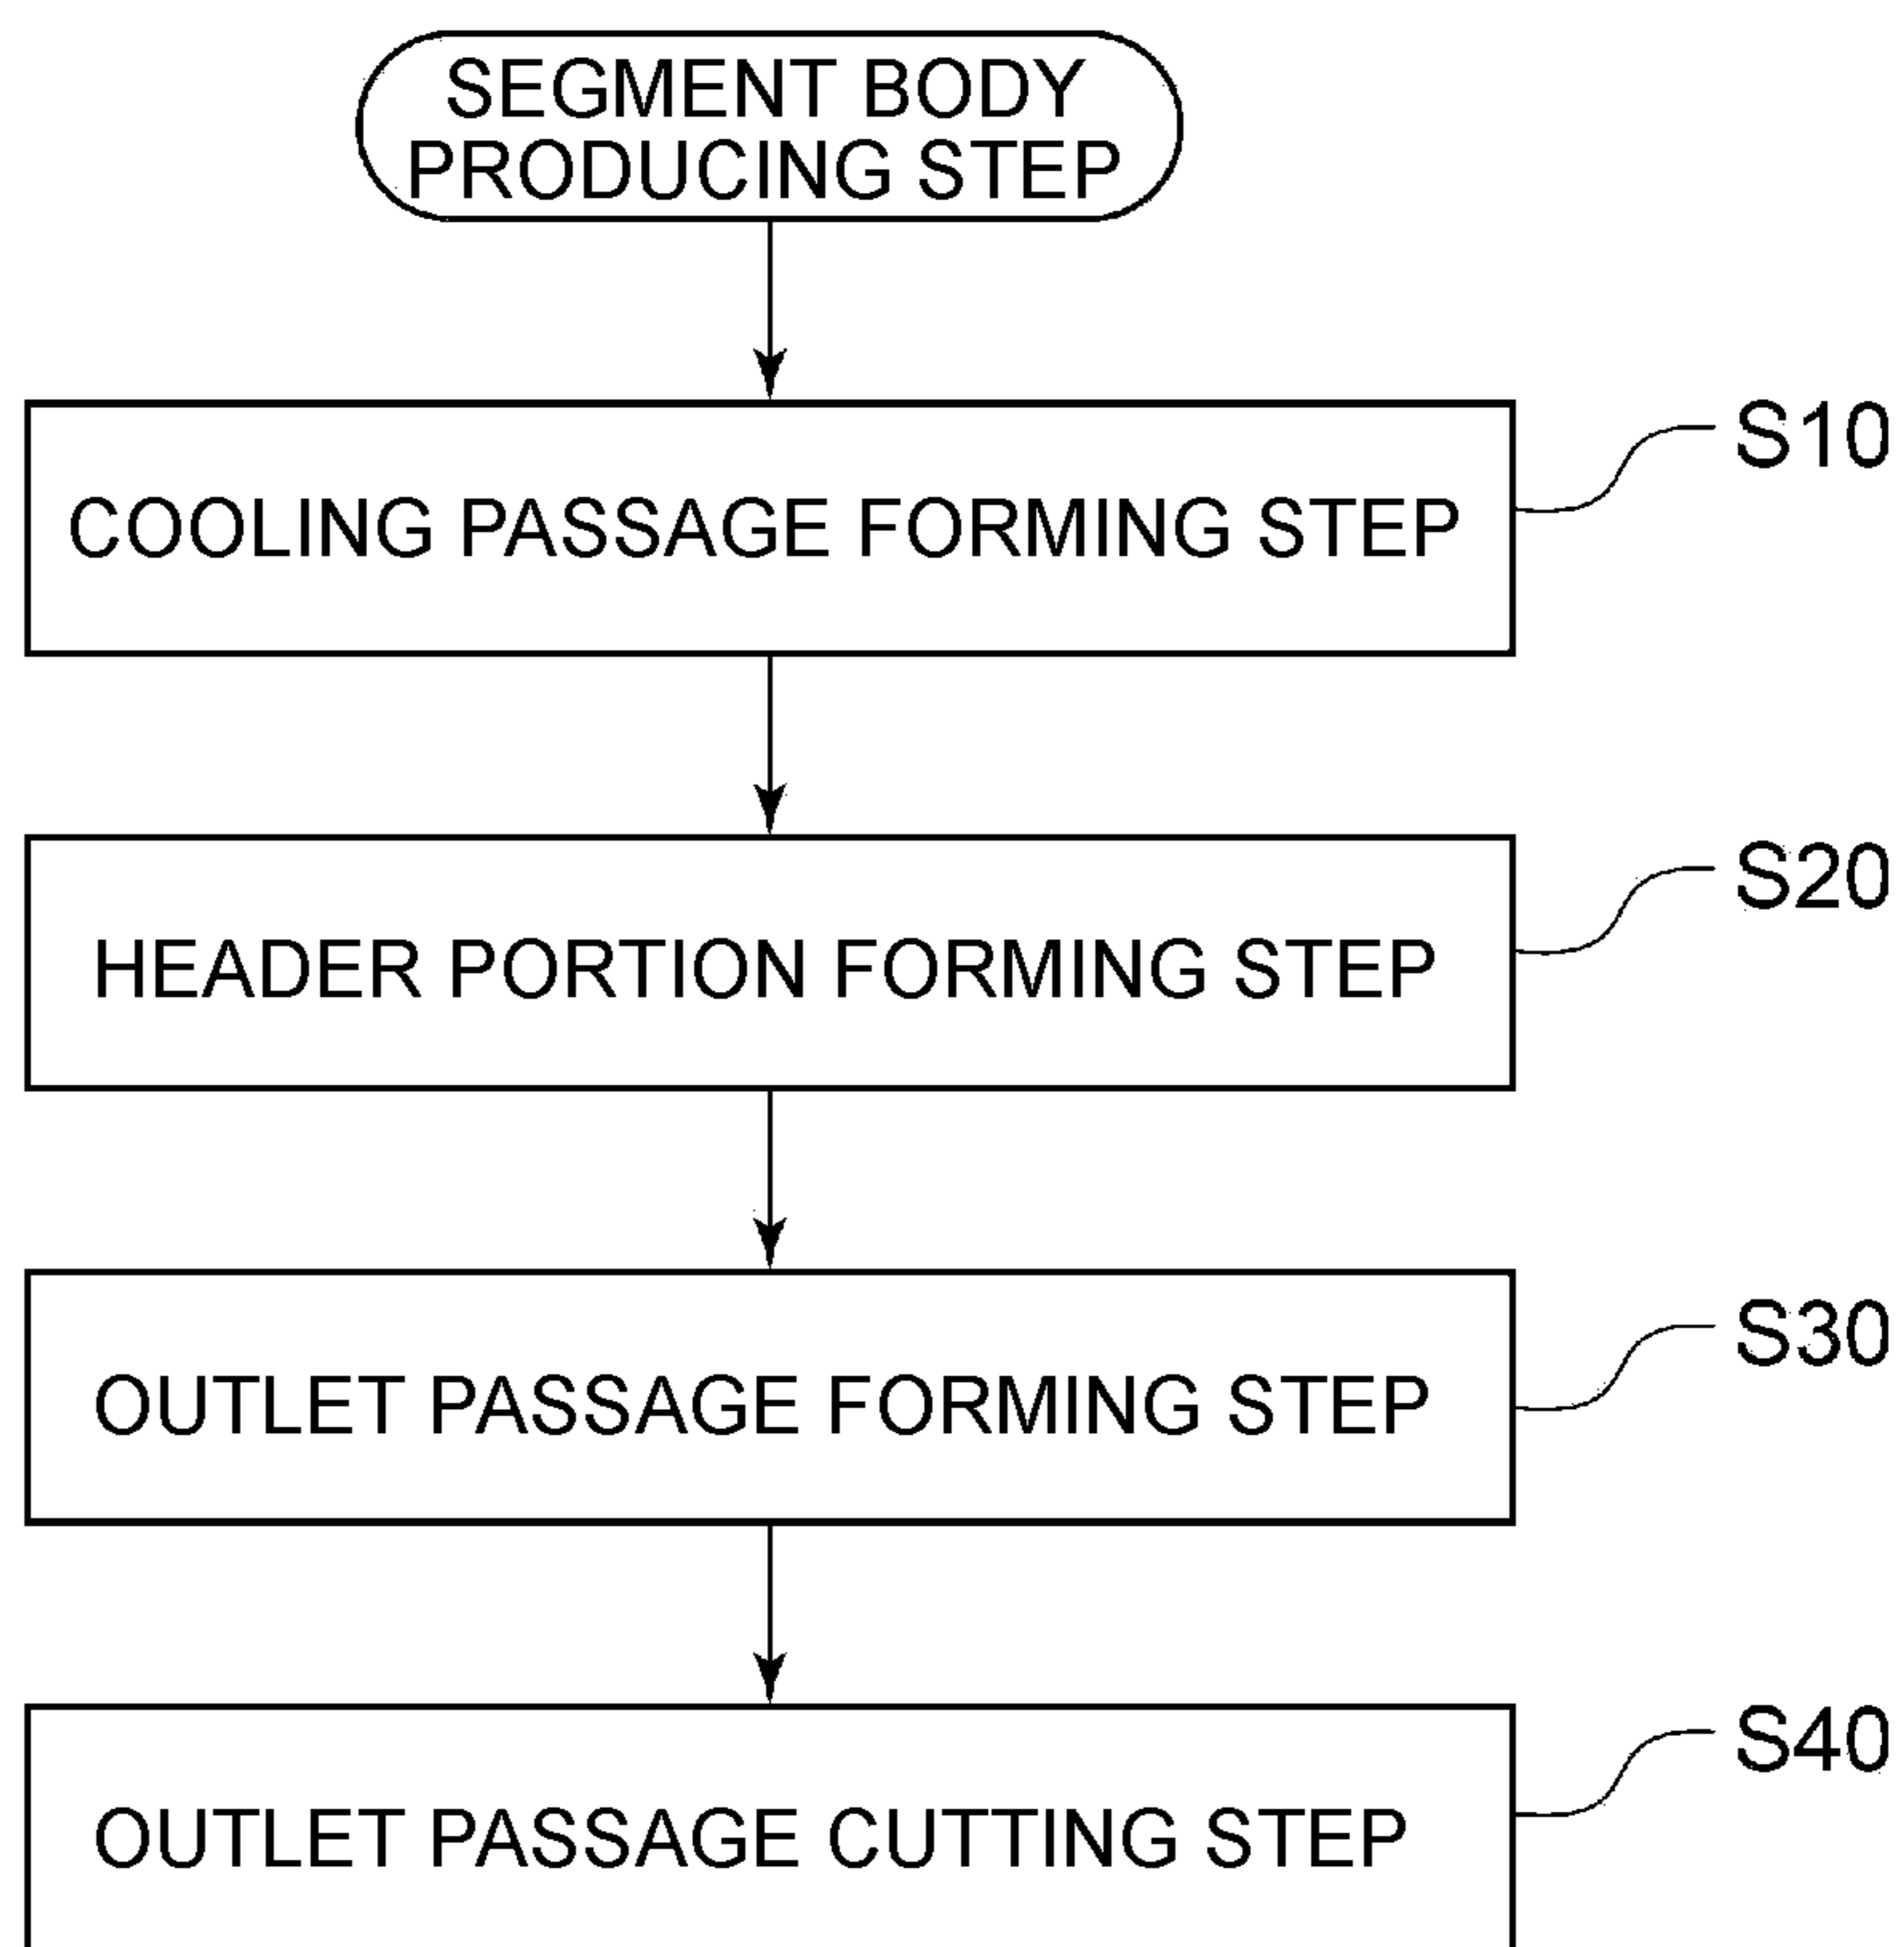 SEGMENT BODY
PRODUCING STEP
S10
COOLING PASSAGE FORMING STEP
S20
HEADER PORTION FORMING STEP
S30
OUTLET PASSAGE FORMING STEP
S40
OUTLET PASSAGE CUTTING STEP